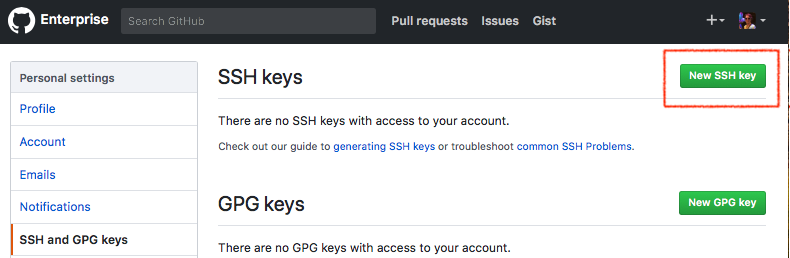 Enterprise
Search GitHub
Pull requests Issues Gist
Personal settings
Profile
Account
Emails
Notifications
SSH and GPG keys
SSH keys
New SSH key
There are no SSH keys with access to your account.
Check out our guide to generating SSH keys or troubleshoot common SSH Problems.
GPG keys
New GPG key
There are no GPG keys with access to your account.